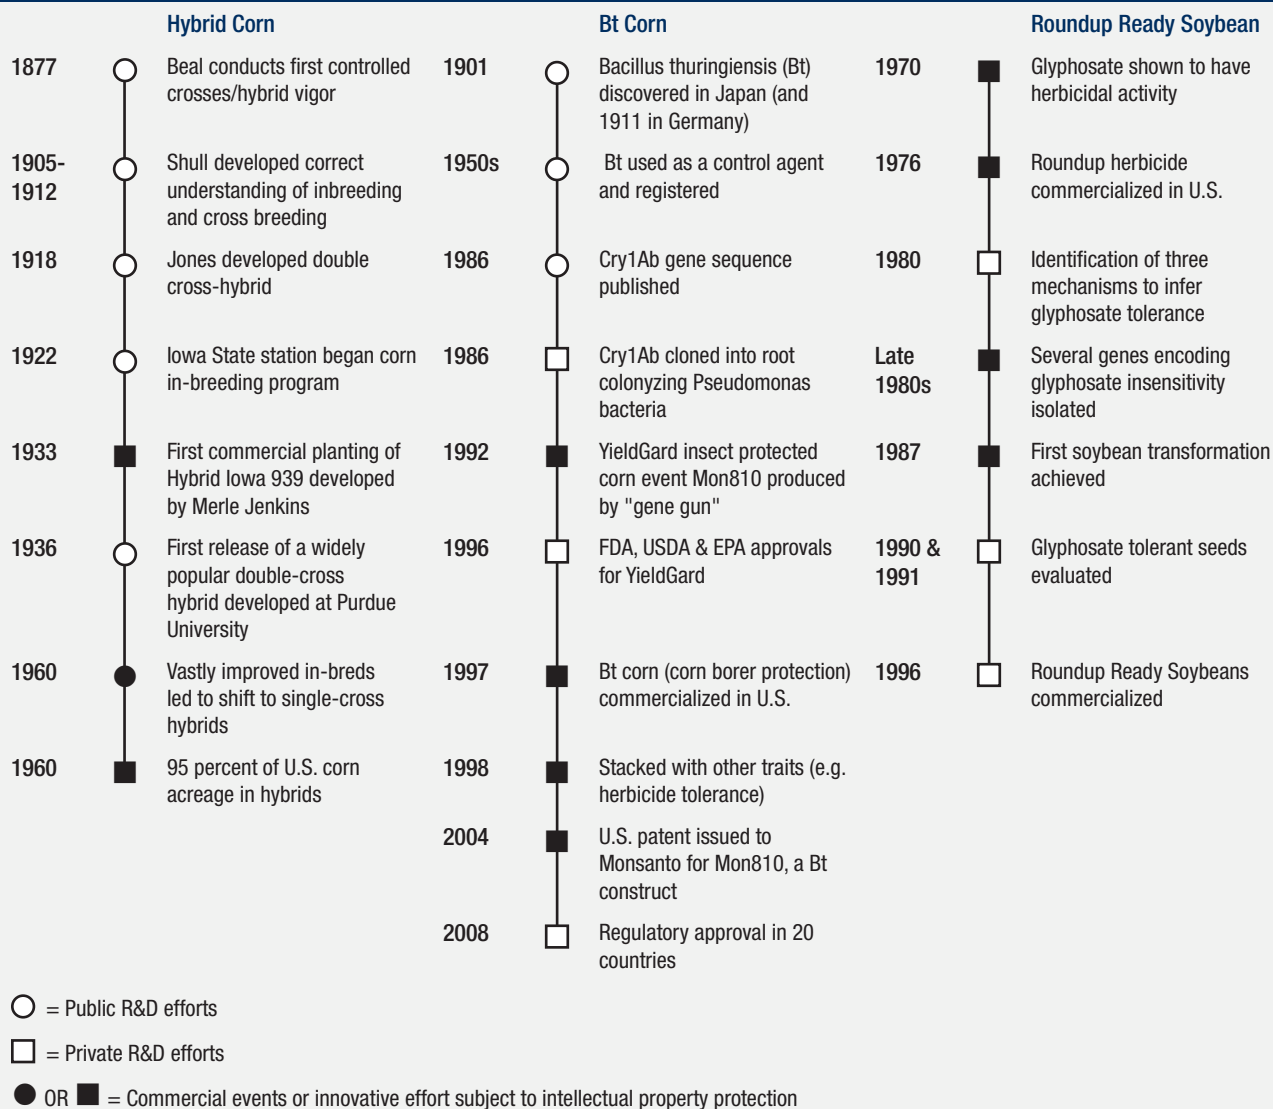 Hybrid Corn
1877
Beal conducts first controlled
crosses/hybrid vigor
1905-
1912
Shull developed correct
understanding of inbreeding
and cross breeding
1918
Jones developed double
cross-hybrid
1922
Iowa State station began corn
in-breeding program
1933
First commercial planting of
Hybrid Iowa 939 developed
by Merle Jenkins
1936
First release of a widely
popular double-cross
hybrid developed at Purdue
University
1960
Vastly improved in-breds
led to shift to single-cross
hybrids
1960
95 percent of U.S. corn
acreage in hybrids
Bt Corn
1901
Bacillus thuringiensis (Bt)
discovered in Japan (and
1911 in Germany)
1950s
Bt used as a control agent
and registered
1986
Cry1Ab gene sequence
published
1986
Cry1Ab cloned into root
colonyzing Pseudomonas
bacteria
1992
YieldGard insect protected
corn event Mon810 produced
by "gene gun"
1996
FDA, USDA & EPA approvals
for YieldGard
1997
Bt corn (corn borer protection)
commercialized in U.S.
1998
Stacked with other traits (e.g.
herbicide tolerance)
2004
U.S. patent issued to
Monsanto for Mon810, a Bt
construct
2008
Regulatory approval in 20
countries
Roundup Ready Soybean
1970
Glyphosate shown to have
herbicidal activity
1976
Roundup herbicide
commercialized in U.S.
1980
Identification of three
mechanisms to infer
glyphosate tolerance
Late
1980s
Several genes encoding
glyphosate insensitivity
isolated
1987
First soybean transformation
achieved
1990 &
1991
Glyphosate tolerant seeds
evaluated
1996
Roundup Ready Soybeans
commercialized
= Public R&D efforts
= Private R&D efforts
OR = Commercial events or innovative effort subject to intellectual property protection